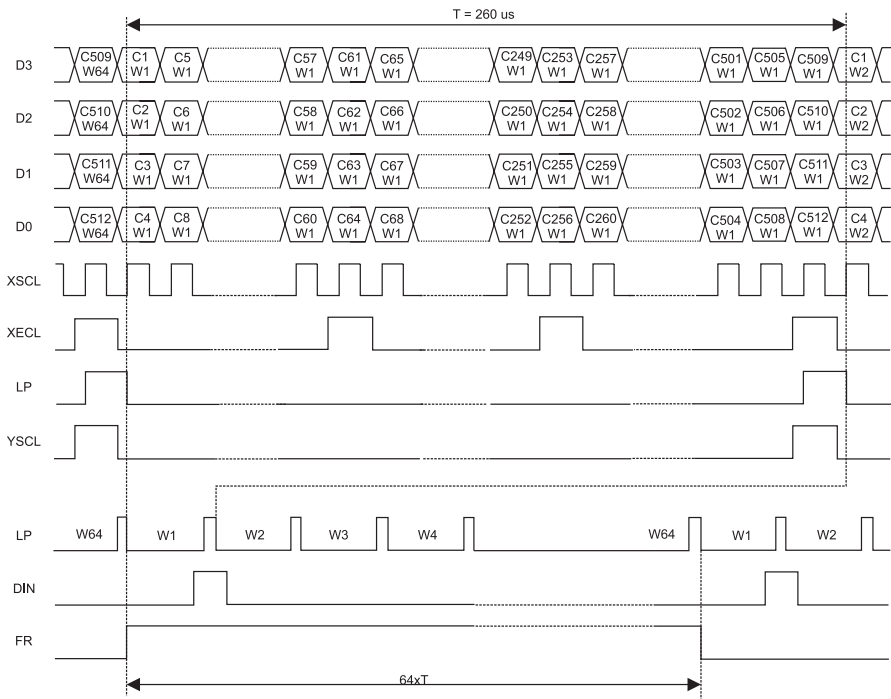 T = 260 us
D3 C509 C1 C5 C57 C61 C65 C249 C253 C257 C501 C505 C509 C1
W64 W1 W1 W1 W1 W1 W1 W1 W1 W1 W1 W1 W2
D2 C510 C2 C6 C58 C62 C66 C250 C254 C258 C502 C506 C510 C2
W64 W1 W1 W1 W1 W1 W1 W1 W1 W1 W1 W1 W2
D1 C511 C3 C7 C59 C63 C67 C251 C255 C259 C503 C507 C511 C3
W64 W1 W1 W1 W1 W1 W1 W1 W1 W1 W1 W1 W2
D0 C512 C4 C8 C60 C64 C68 C252 C256 C260 C504 C508 C512 C4
W64 W1 W1 W1 W1 W1 W1 W1 W1 W1 W1 W1 W2
XSCL
XECL
LP
YSCL
LP W64 W1 W2 W3 W4 W64 W1 W2
DIN
FR
64xT